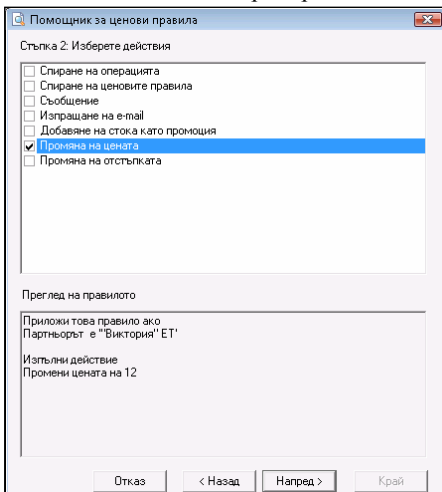 Помощник за ценови правила
Стъпка 2: Изберете действия
Спиране на операцията
Спиране на ценовите правила
Съобщение
Изпращане на e-mail
Добавяне на стока като промоция
Промяна на цената
Промяна на отстъпката
Преглед на правилото
Приложи това правило ако
Партньорът е "'Виктория" ЕТ'
Изпълни действие
Промени цената на 12
Отказ
< Назад
Напред >
Край